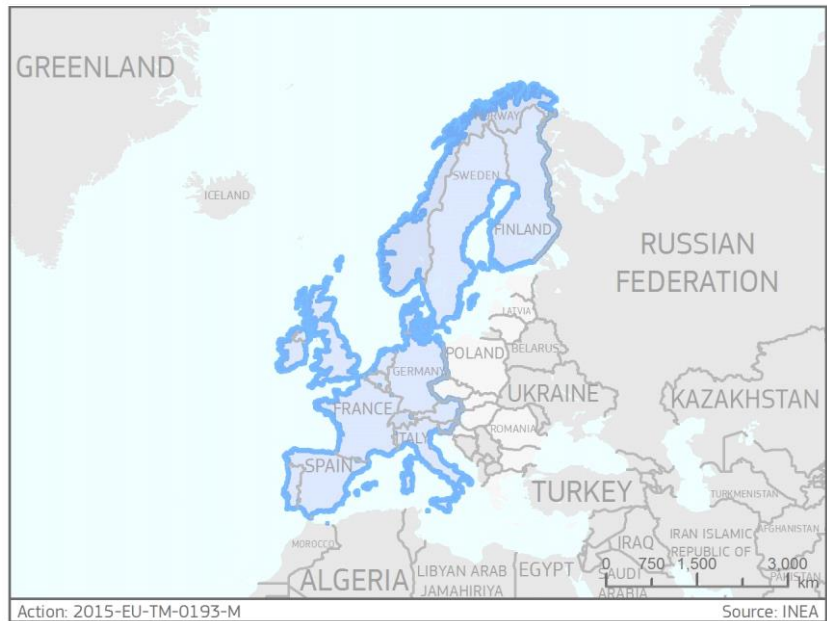 GREENLAND
ICELAND
RWAY
SWEDEN
FINLAND
RUSSIAN
FEDERATION
LATVIA
POLAND
BELARUS
GERMANY
UKRAINE
KAZAKHSTAN
FRANCE
ROMANIA
ITALY
SPAIN
TURKEY
TURKMENISTAN
MOROCCO
ALGERIA
LIBYAN ARAB
JAMAHIRIYA
EGYPT
IRAQ
SAUDI
ARABIA
IRAN ISLAMIC
REPUBLIC OF
AFGHANISTAN
PAKISTAN
0 750 1,500 3,000
km
Action: 2015-EU-TM-0193-M
Source: INEA